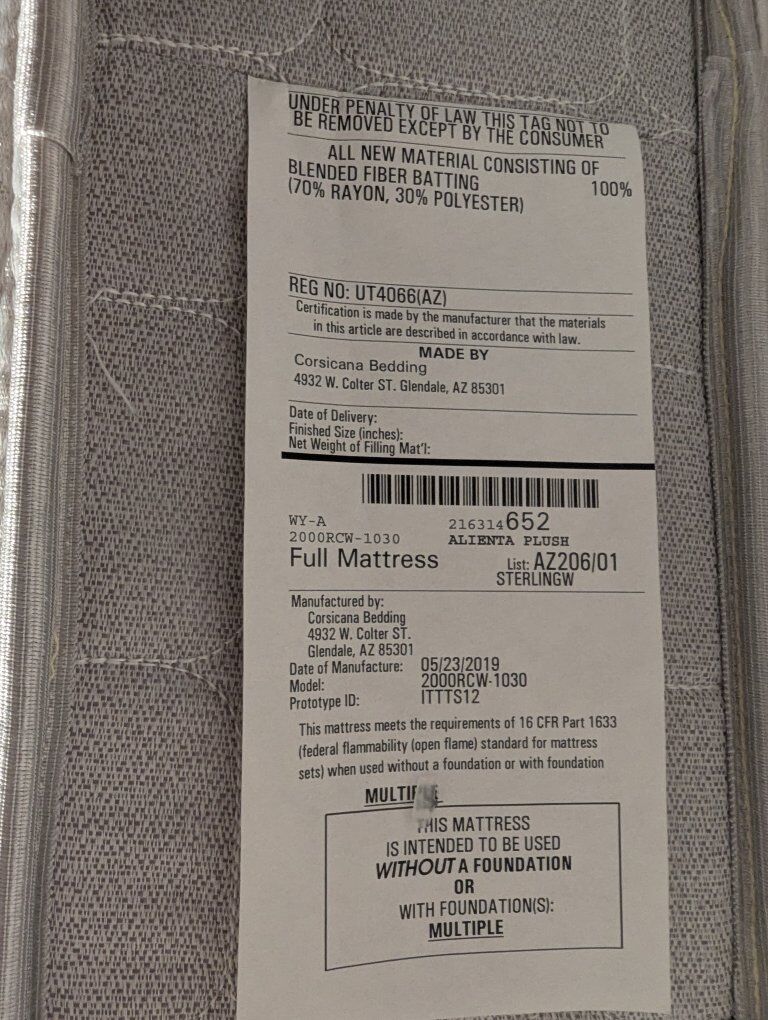 UNDER PENALTY OF LAW THIS TAG NOT TO
BE REMOVED EXCEPT BY THE CONSUMER
ALL NEW MATERIAL CONSISTING OF
BLENDED FIBER BATTING 100%
(70% RAYON, 30% POLYESTER)
REG NO: UT4066(AZ)
Certification is made by the manufacturer that the materials
in this article are described in accordance with law.
MADE BY
Corsicana Bedding
4932 W. Colter ST. Glendale, AZ 85301
Date of Delivery:
Finished Size (inches):
Net Weight of Filling Mat'l:
WY-A 216314652
2000RCW-1030 ALIENTA PLUSH
Full Mattress List: AZ206/01
STERLINGW
Manufactured by:
Corsicana Bedding
4932 W. Colter ST.
Glendale, AZ 85301
Date of Manufacture: 05/23/2019
Model: 2000RCW-1030
Prototype ID: ITTTS12
This mattress meets the requirements of 16 CFR Part 1633
(federal flammability (open flame) standard for mattress
sets) when used without a foundation or with foundation
MULTIPLE
THIS MATTRESS
IS INTENDED TO BE USED
WITHOUT A FOUNDATION
OR
WITH FOUNDATION(S):
MULTIPLE